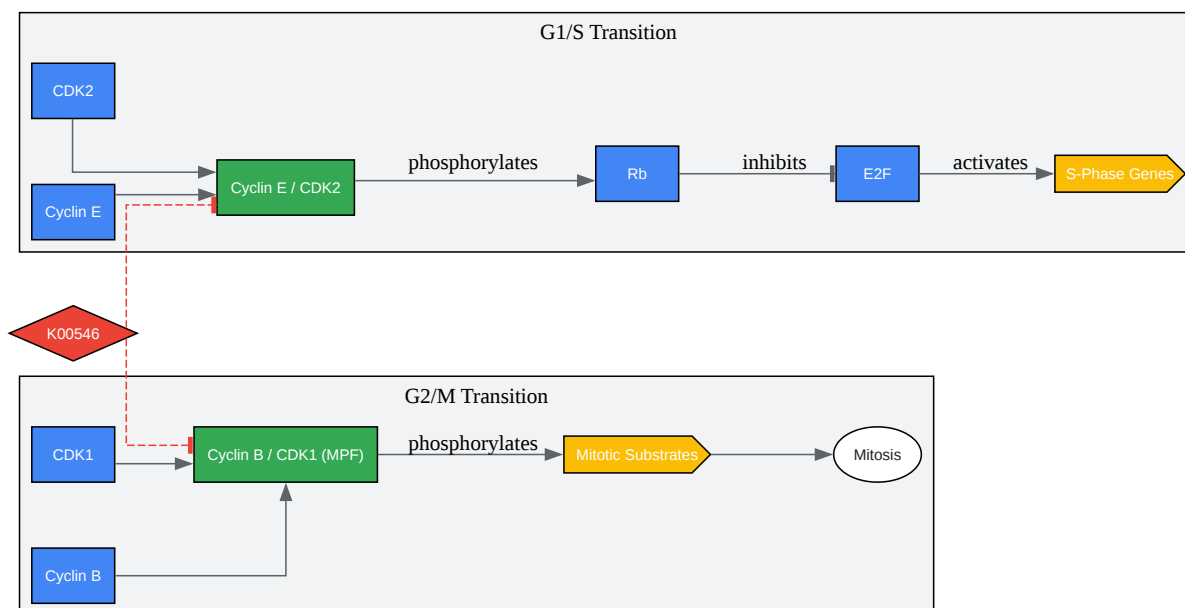 G1/S Transition
CDK2
Cyclin E
Cyclin E / CDK2
phosphorylates
Rb
inhibits
E2F
activates
S-Phase Genes
K00546
G2/M Transition
CDK1
Cyclin B / CDK1 (MPF)
phosphorylates
Mitotic Substrates
Mitosis
Cyclin B